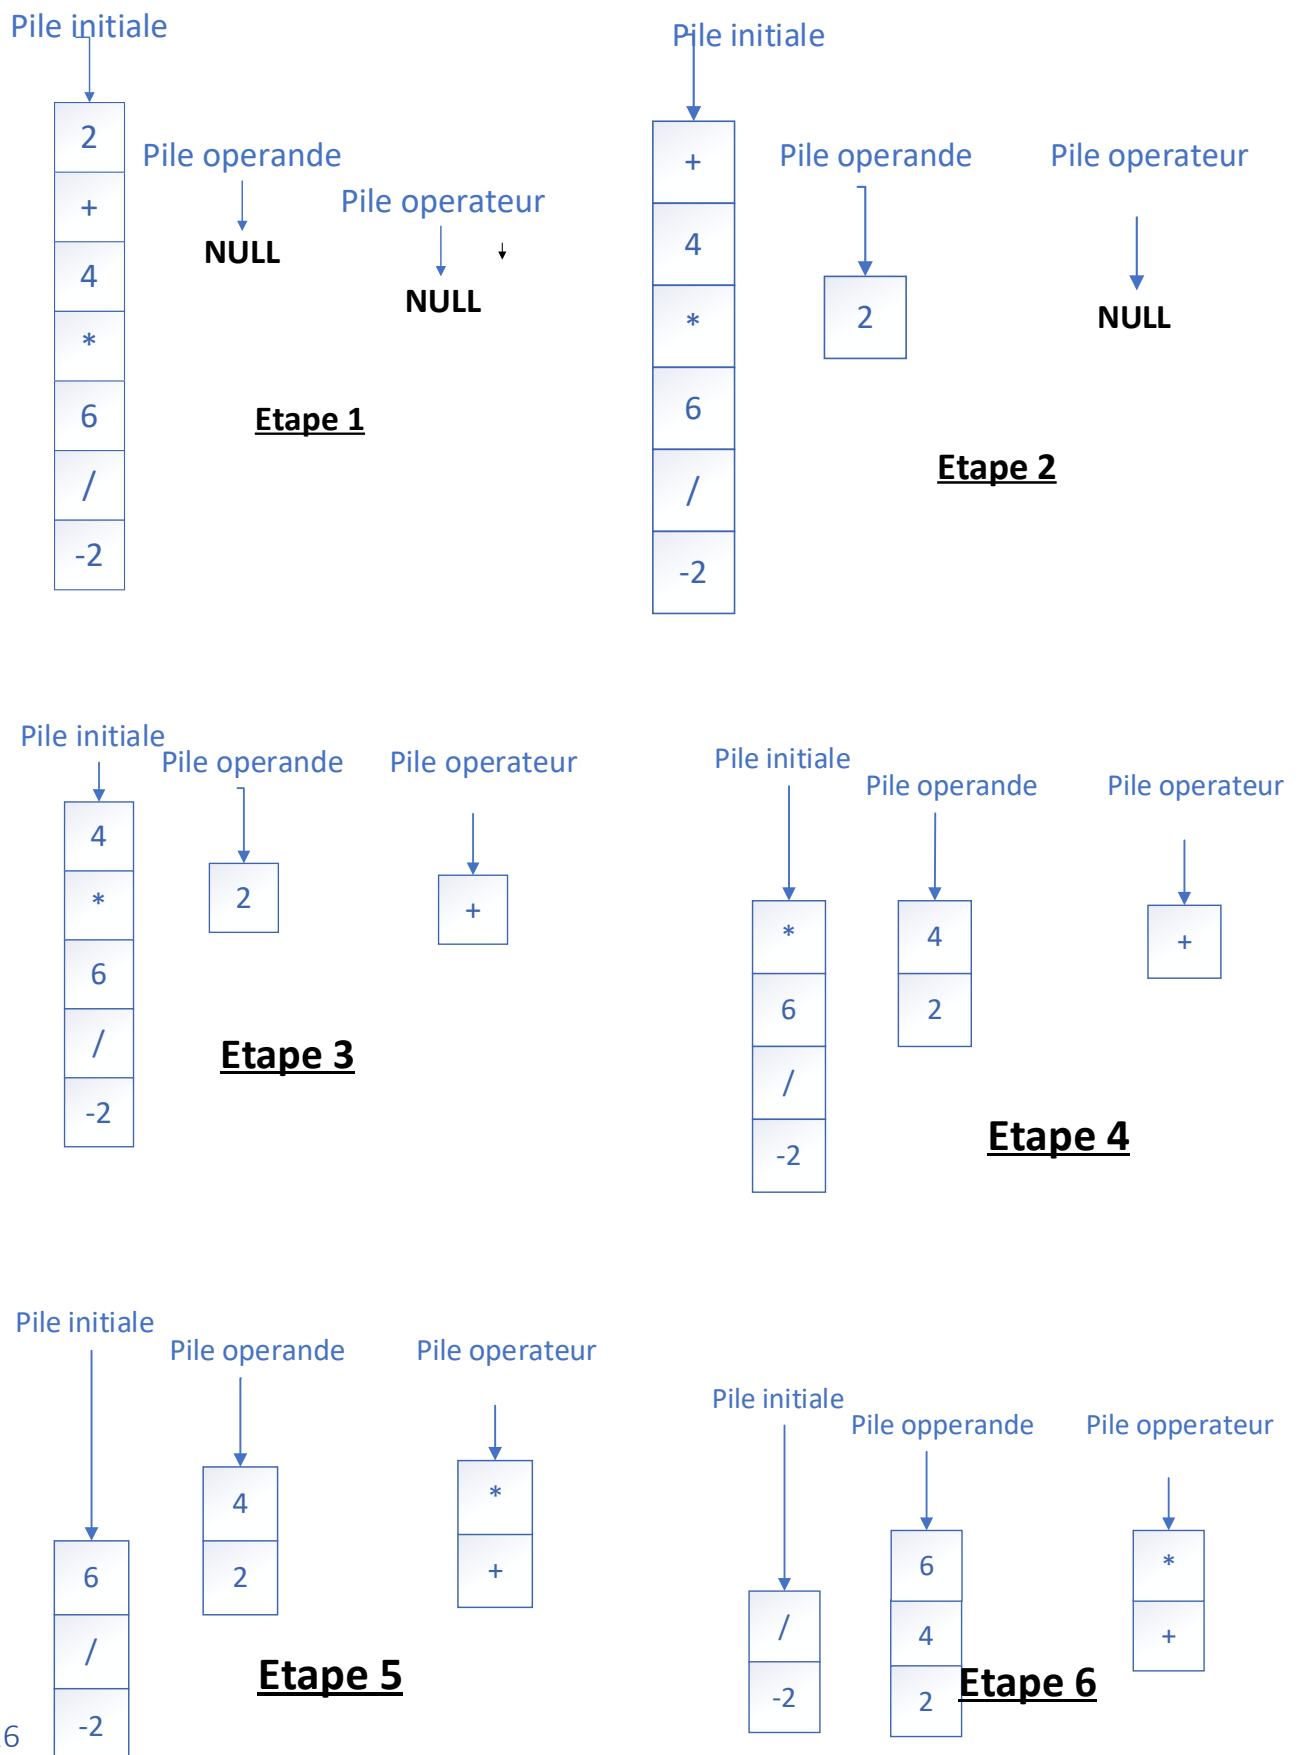 Pile initiale
2
+
4
*
6
/
-2
Pile operande
NULL
Pile operateur
NULL
Etape 1
Pile initiale
+
4
*
6
/
-2
Pile operande
2
Pile operateur
NULL
Etape 2
Pile initiale
4
*
6
/
-2
Pile operande
2
Pile operateur
+
Etape 3
Pile initiale
*
6
/
-2
Pile operande
4
2
Pile operateur
+
Etape 4
Pile initiale
6
/
-2
Pile operande
4
2
Pile operateur
*
+
Etape 5
Pile initiale
/
-2
Pile opperande
6
4
2
Pile opperateur
*
+
Etape 6
6